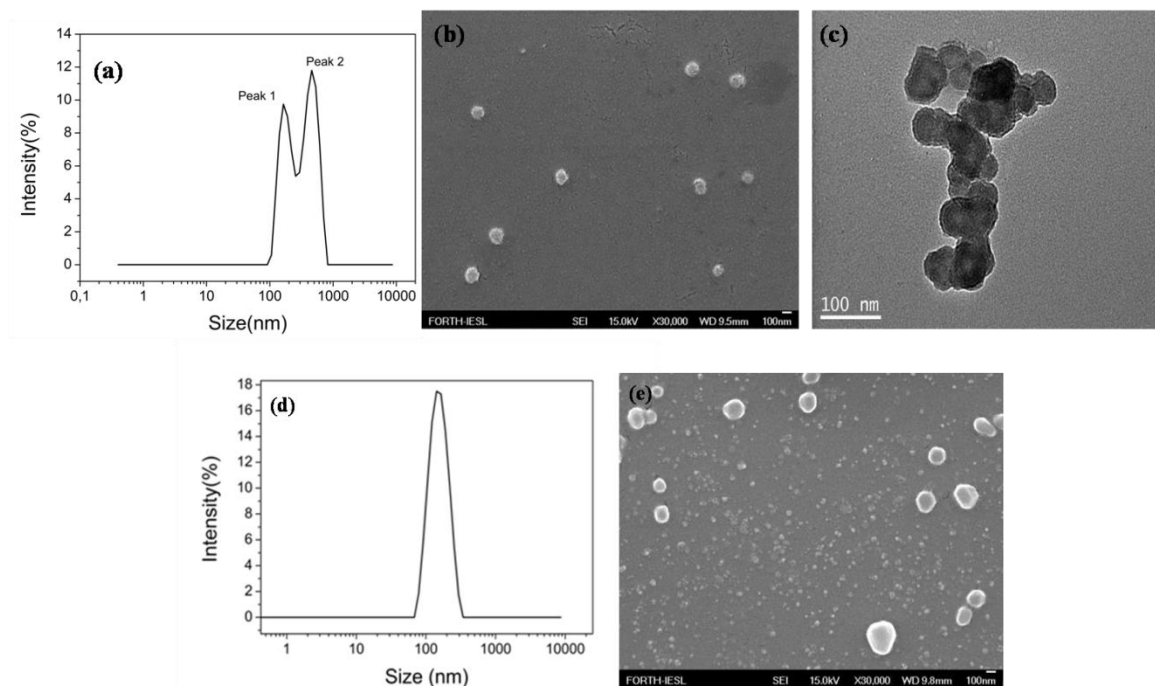 (a)
Peak 1
Peak 2
14
12
10
8
6
4
2
0
0,1
1
10
100
1000
10000
Intensity(%)
Size(nm)
(b)
FORTH-IESL SEI 15.0kV X30,000 WD 9.5mm 100nm
(c)
100 nm
(d)
18
16
14
12
10
8
6
4
2
0
1
10
100
1000
10000
Intensity(%)
Size (nm)
(e)
FORTH-IESL SEI 15.0kV X30,000 WD 9.8mm 100nm